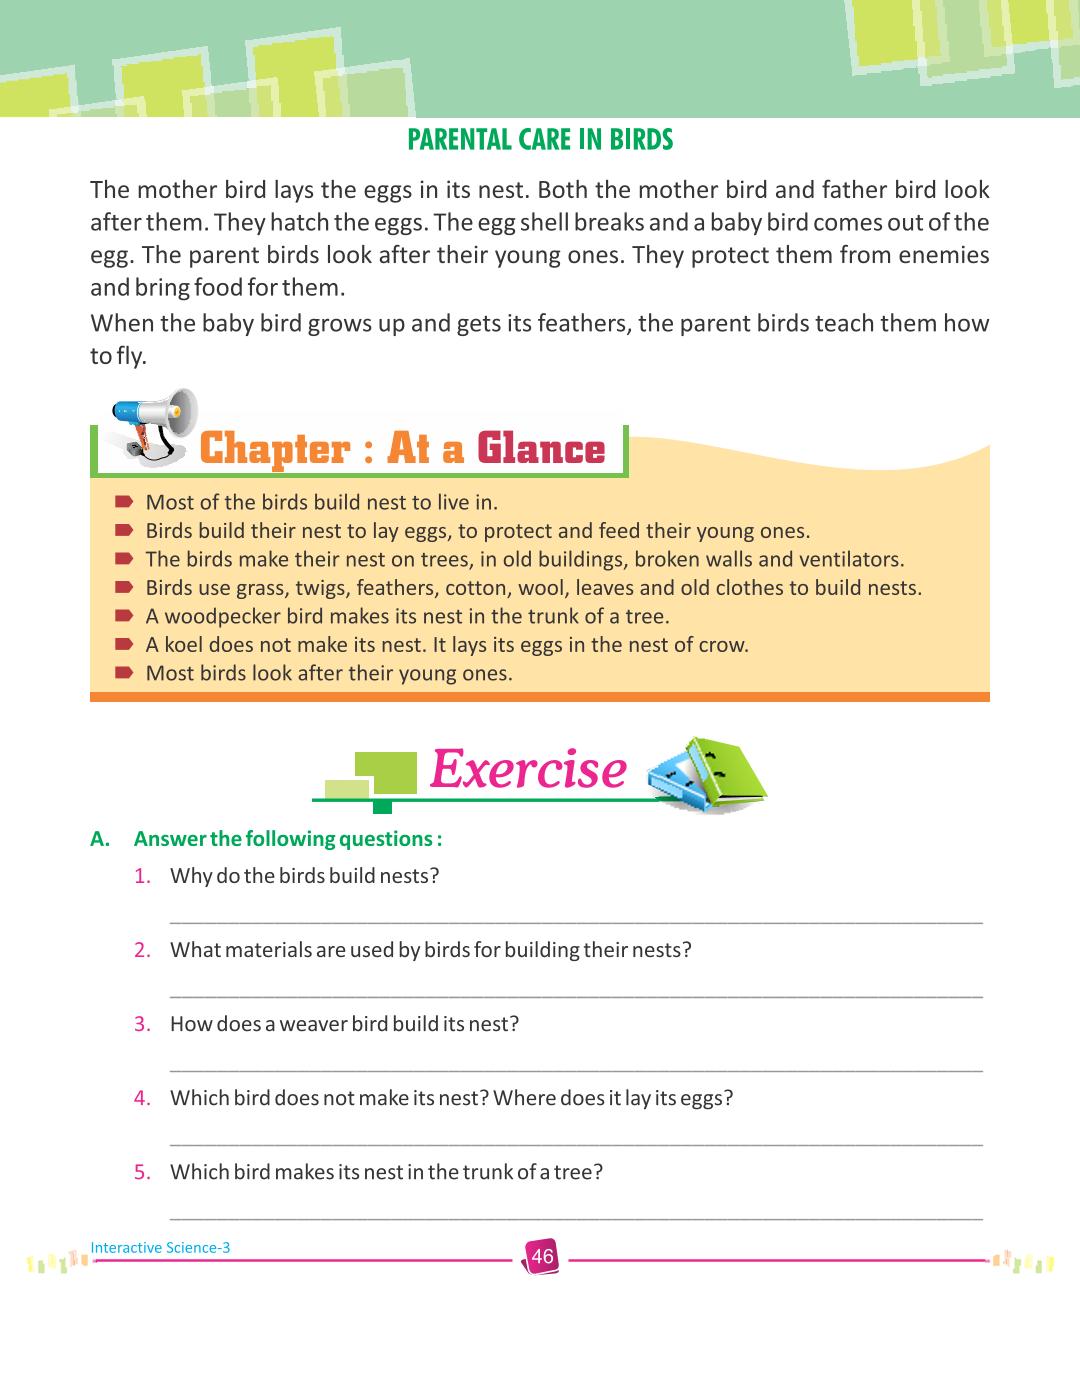 PARENTAL CARE IN BIRDS
The mother bird lays the eggs in its nest. Both the mother bird and father bird look
after them. They hatch the eggs. The egg shell breaks and a baby bird comes out of the
egg. The parent birds look after their young ones. They protect them from enemies
and bring food for them.
When the baby bird grows up and gets its feathers, the parent birds teach them how
to fly.
Chapter : At a Glance
Most of the birds build nest to live in.
Birds build their nest to lay eggs, to protect and feed their young ones.
The birds make their nest on trees, in old buildings, broken walls and ventilators.
Birds use grass, twigs, feathers, cotton, wool, leaves and old clothes to build nests.
A woodpecker bird makes its nest in the trunk of a tree.
A koel does not make its nest. It lays its eggs in the nest of crow.
Most birds look after their young ones.
Exercise
A. Answer the following questions :
1. Why do the birds build nests?
2. What materials are used by birds for building their nests?
3. How does a weaver bird build its nest?
4. Which bird does not make its nest? Where does it lay its eggs?
5. Which bird makes its nest in the trunk of a tree?
Interactive Science-3
46